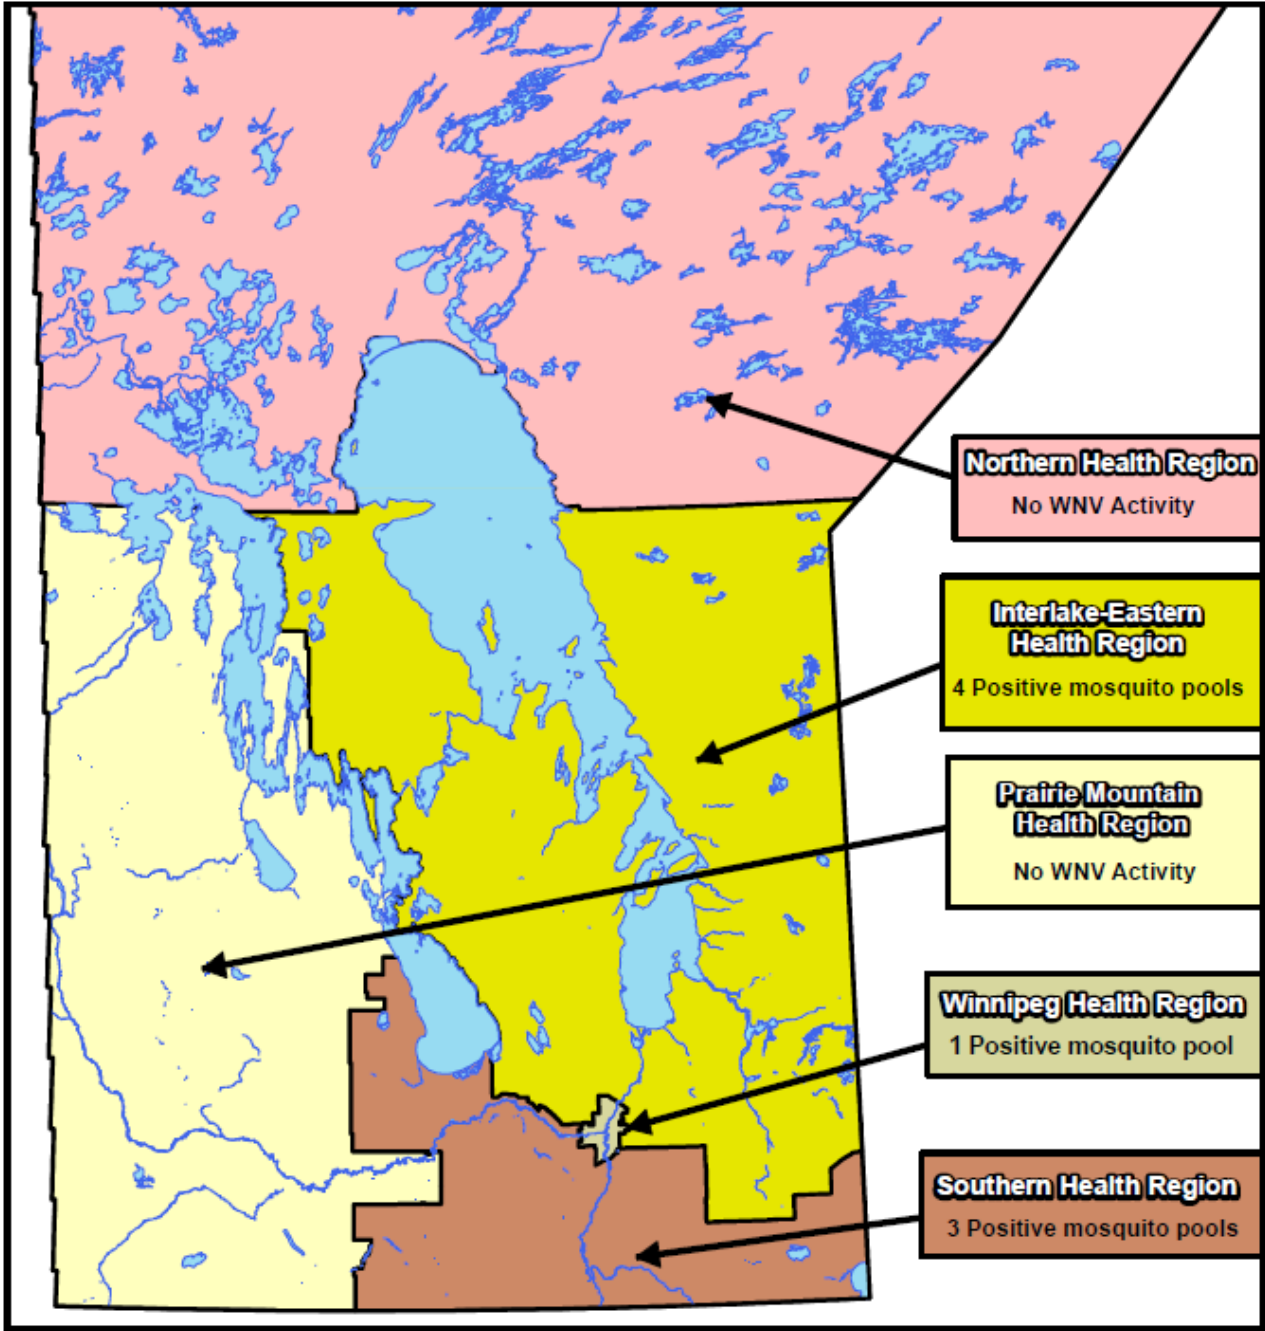 Northern Health Region
No WNV Activity
Interlake-Eastern
Health Region
4 Positive mosquito pools
Prairie Mountain
Health Region
No WNV Activity
Winnipeg Health Region
1 Positive mosquito pool
Southern Health Region
3 Positive mosquito pools